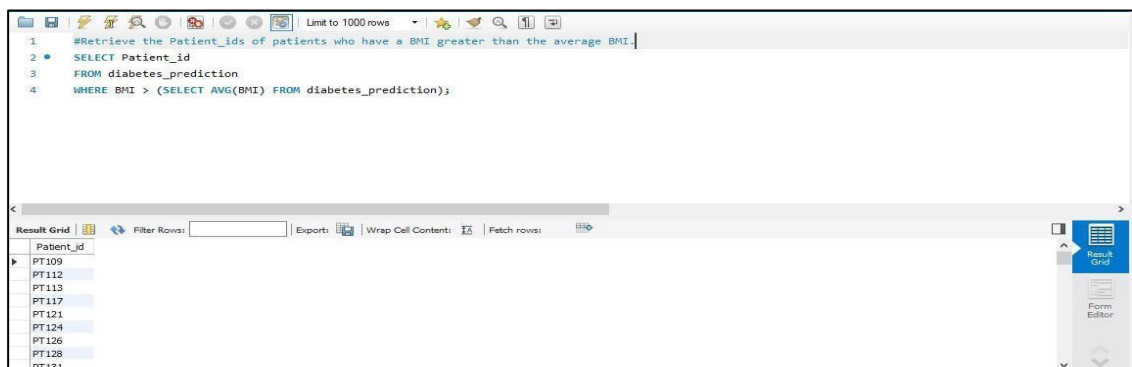 Limit to 1000 rows
1 #Retrieve the Patient_ids of patients who have a BMI greater than the average BMI.
2 SELECT Patient_id
3 FROM diabetes_prediction
4 WHERE BMI > (SELECT AVG(BMI) FROM diabetes_prediction);
Result Grid Filter Rows: Export: Wrap Cell Content: Fetch rows:
Patient_id
PT109
PT112
PT113
PT117
PT121
PT124
PT126
PT128
PT131
Result
Grid
Form
Editor